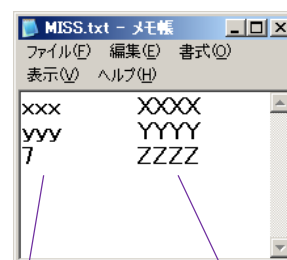 MISS.txt - メモ帳
ファイル(F) 編集(E) 書式(O)
表示(V) ヘルプ(H)
xxx XXXX
yyy YYYY
7 ZZZZ